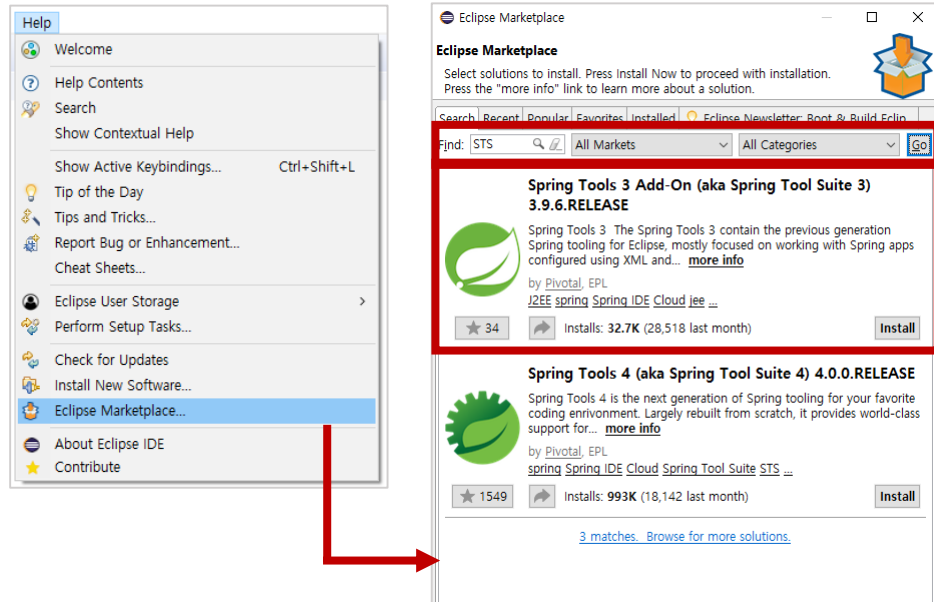 Help
Welcome
Help Contents
Search
Show Contextual Help
Show Active Keybindings... Ctrl+Shift+L
Tip of the Day
Tips and Tricks...
Report Bug or Enhancement...
Cheat Sheets...
Eclipse User Storage
Perform Setup Tasks...
Check for Updates
Install New Software...
Eclipse Marketplace...
About Eclipse IDE
Contribute
Eclipse Marketplace
Eclipse Marketplace
Select solutions to install. Press Install Now to proceed with installation.
Press the "more info" link to learn more about a solution.
Search Recent Popular Favorites Installed Eclipse Newsletter: Boot & Build Eclip
Find: STS All Markets All Categories Go
Spring Tools 3 Add-On (aka Spring Tool Suite 3)
3.9.6.RELEASE
Spring Tools 3 The Spring Tools 3 contain the previous generation
Spring tooling for Eclipse, mostly focused on working with Spring apps
configured using XML and... more info
by Pivotal, EPL
J2EE spring Spring IDE Cloud jee ...
34 Installs: 32.7K (28,518 last month) Install
Spring Tools 4 (aka Spring Tool Suite 4) 4.0.0.RELEASE
Spring Tools 4 is the next generation of Spring tooling for your favorite
coding enrivonment. Largely rebuilt from scratch, it provides world-class
support for... more info
by Pivotal, EPL
spring Spring IDE Cloud Spring Tool Suite STS ...
1549 Installs: 993K (18,142 last month) Install
3 matches. Browse for more solutions.